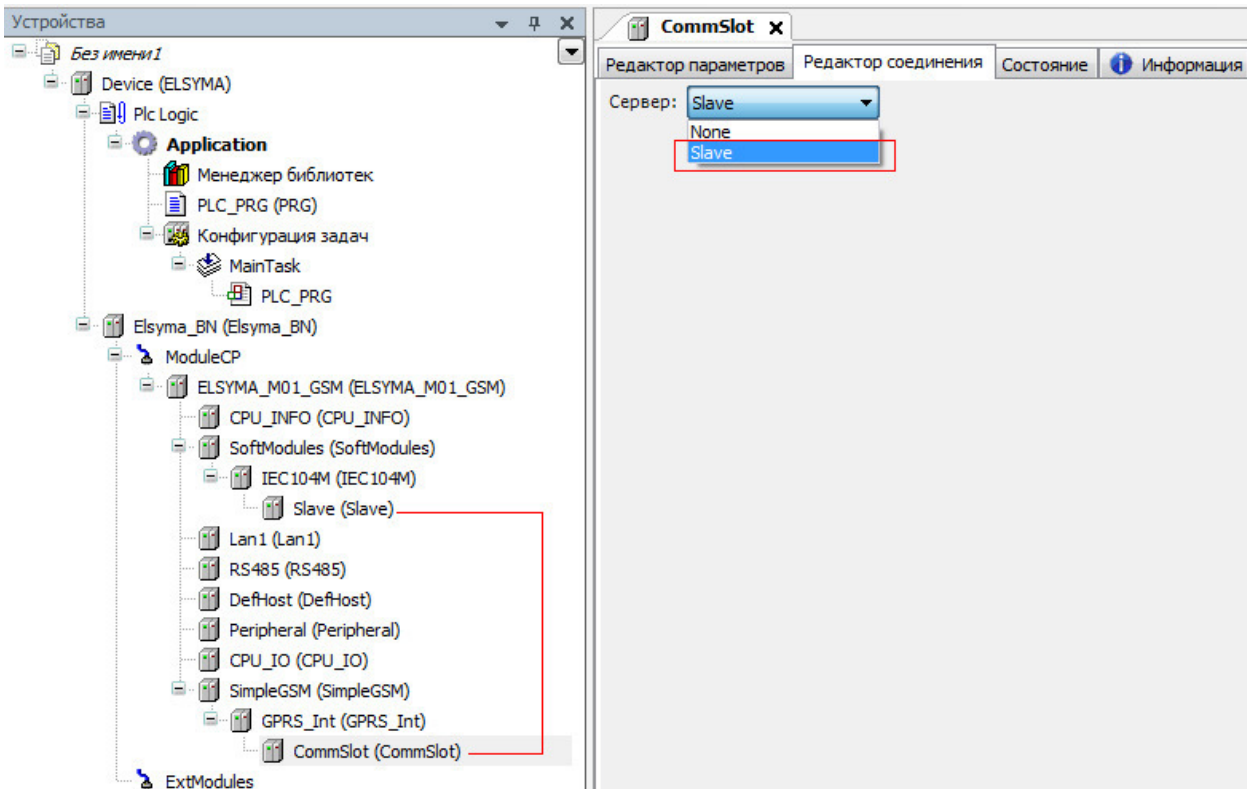 Устройства
Без имени1
Device (ELSYMA)
Plc Logic
Application
Менеджер библиотек
PLC_PRG (PRG)
Конфигурация задач
MainTask
PLC_PRG
Elsyma_BN (Elsyma_BN)
ModuleCP
ELSYMA_M01_GSM (ELSYMA_M01_GSM)
CPU_INFO (CPU_INFO)
SoftModules (SoftModules)
IEC104M (IEC104M)
Slave (Slave)
Lan1 (Lan1)
RS485 (RS485)
DefHost (DefHost)
Peripheral (Peripheral)
CPU_IO (CPU_IO)
SimpleGSM (SimpleGSM)
GPRS_Int (GPRS_Int)
CommSlot (CommSlot)
ExtModules
CommSlot
Редактор параметров Редактор соединения Состояние Информация
Сервер: Slave
None
Slave